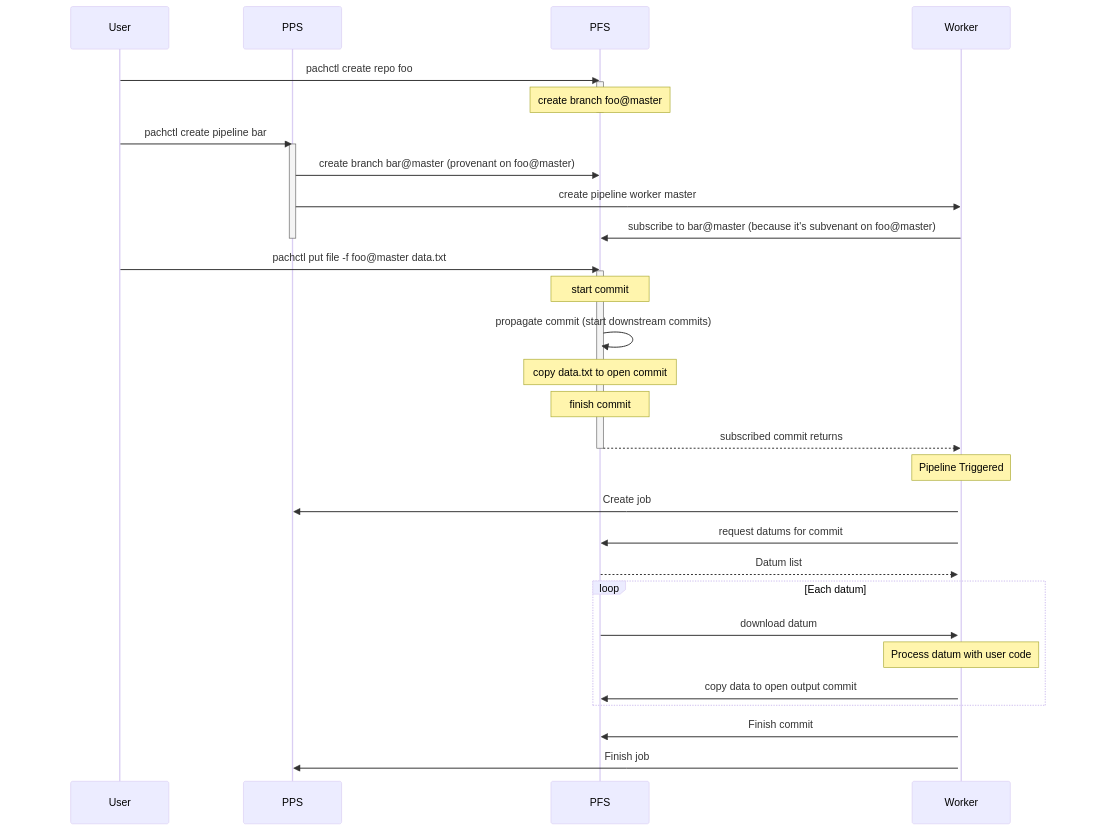 User
PPS
PFS
Worker
pachctl create repo foo
create branch foo@master
pachctl create pipeline bar
create branch bar@master (provenant on foo@master)
create pipeline worker master
subscribe to bar@master (because it's subvenant on foo@master)
pachctl put file -f foo@master data.txt
start commit
propagate commit (start downstream commits)
copy data.txt to open commit
finish commit
subscribed commit returns
Pipeline Triggered
Create job
request datums for commit
Datum list
loop
[Each datum]
download datum
Process datum with user code
copy data to open output commit
Finish commit
Finish job
User
PPS
PFS
Worker